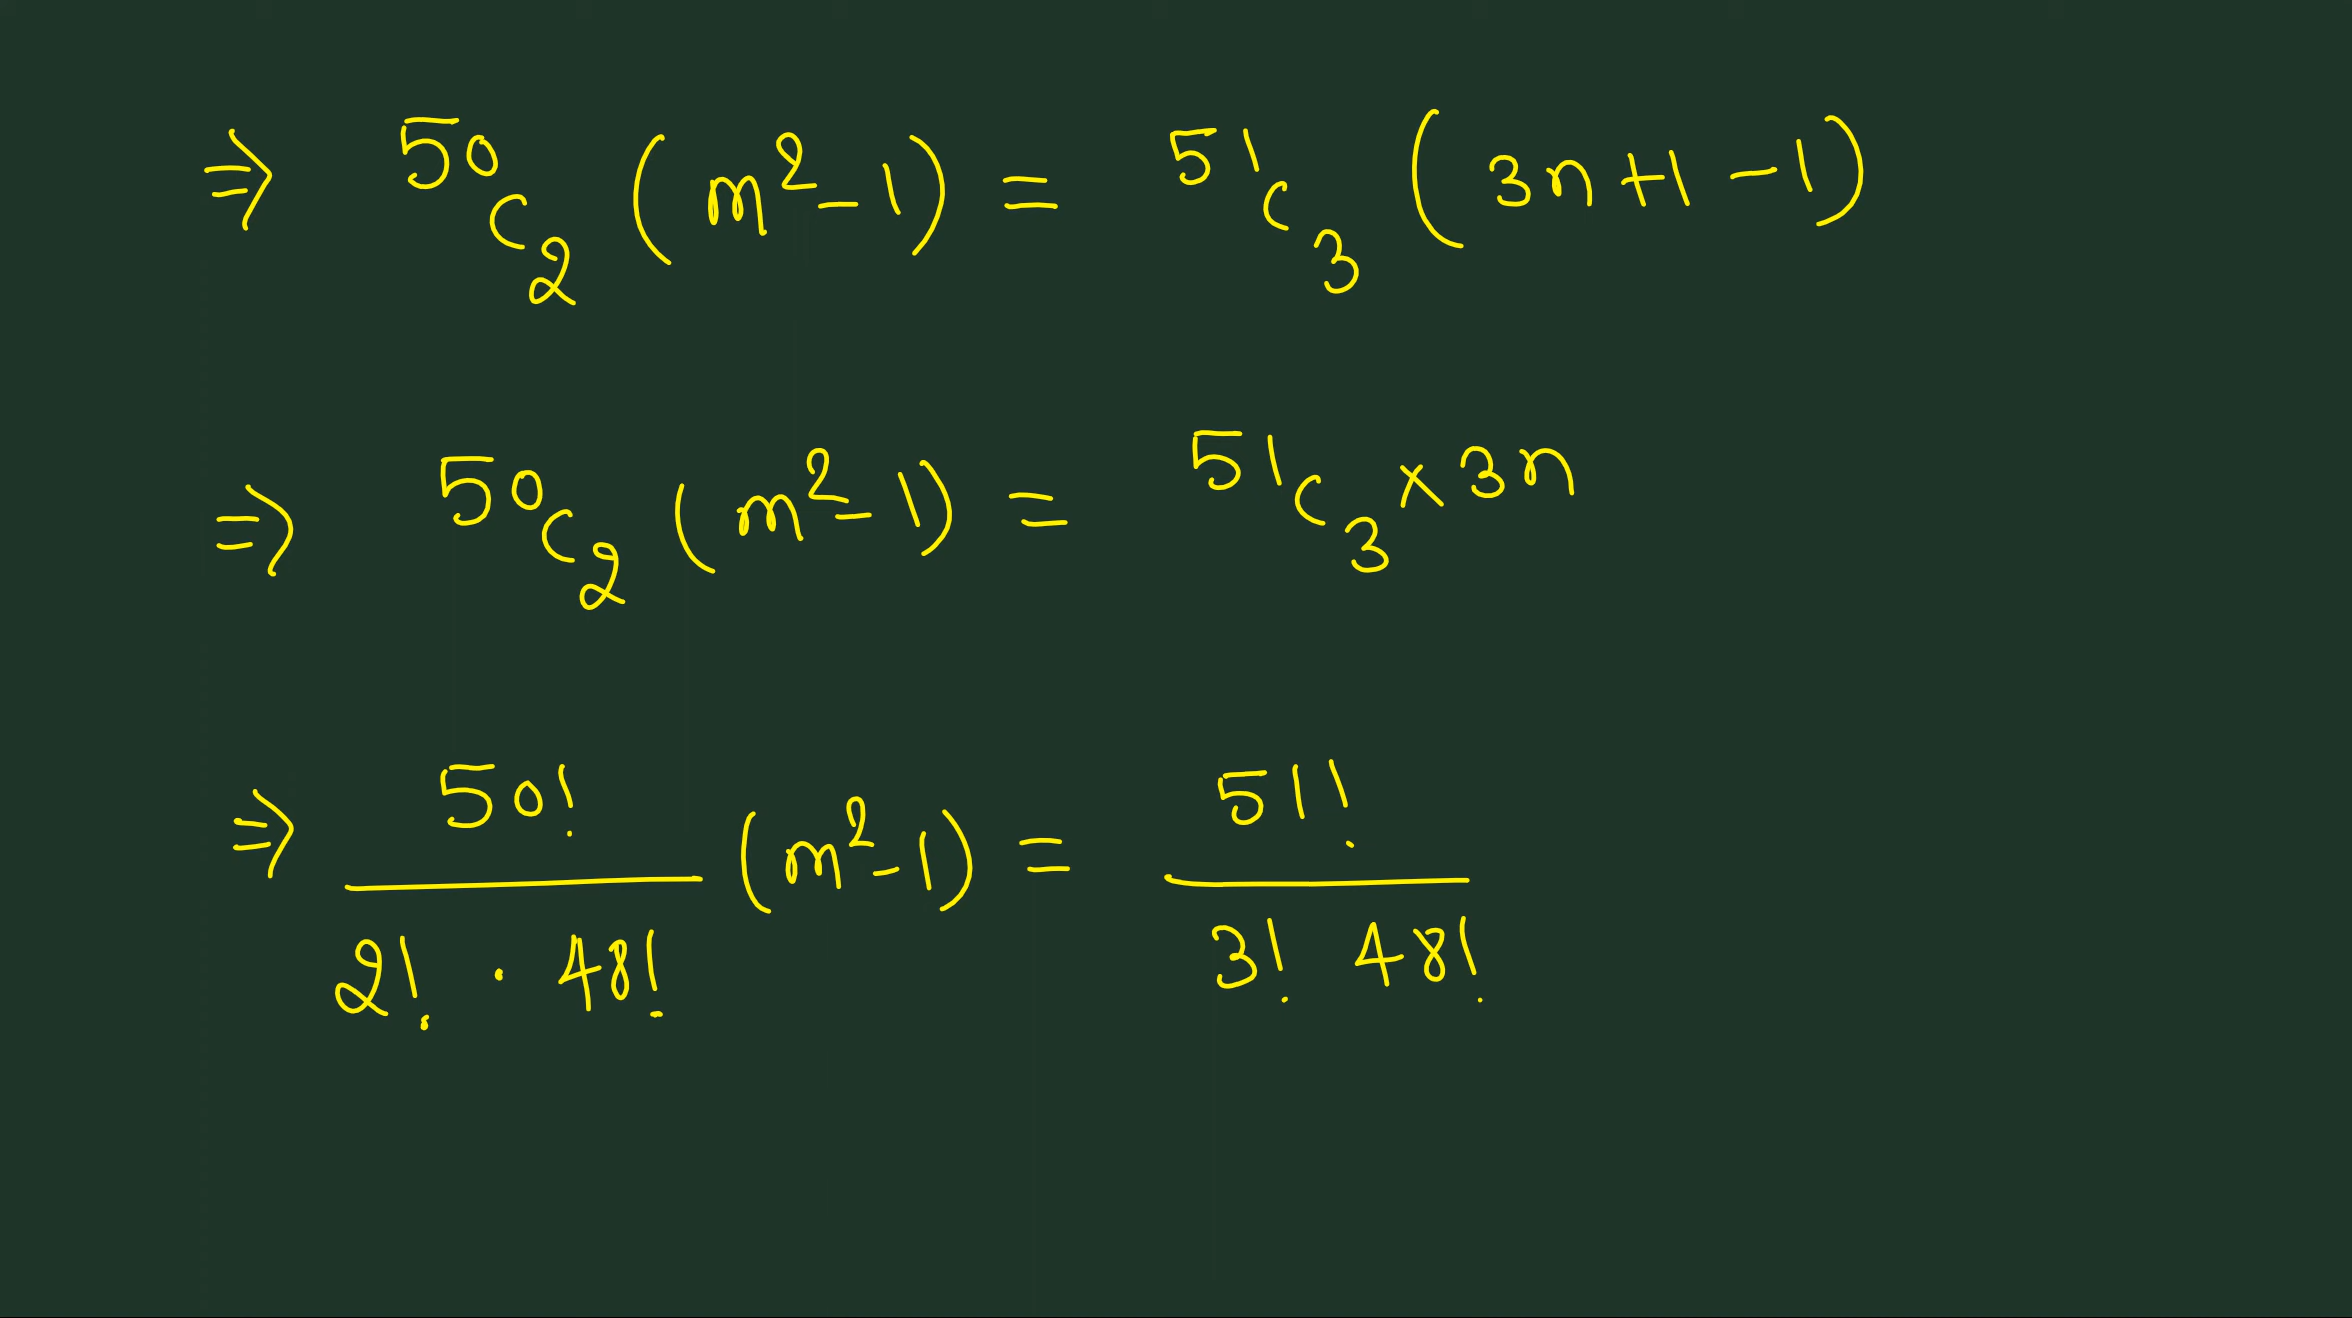 ⇒ ⁵⁰C₂ (m² - 1) = ⁵¹C₃ (3n + 1 - 1)
⇒ ⁵⁰C₂ (m² - 1) = ⁵¹C₃ × 3n
⇒ 50! / (2! · 48!) (m² - 1) = 51! / (3! 48!)